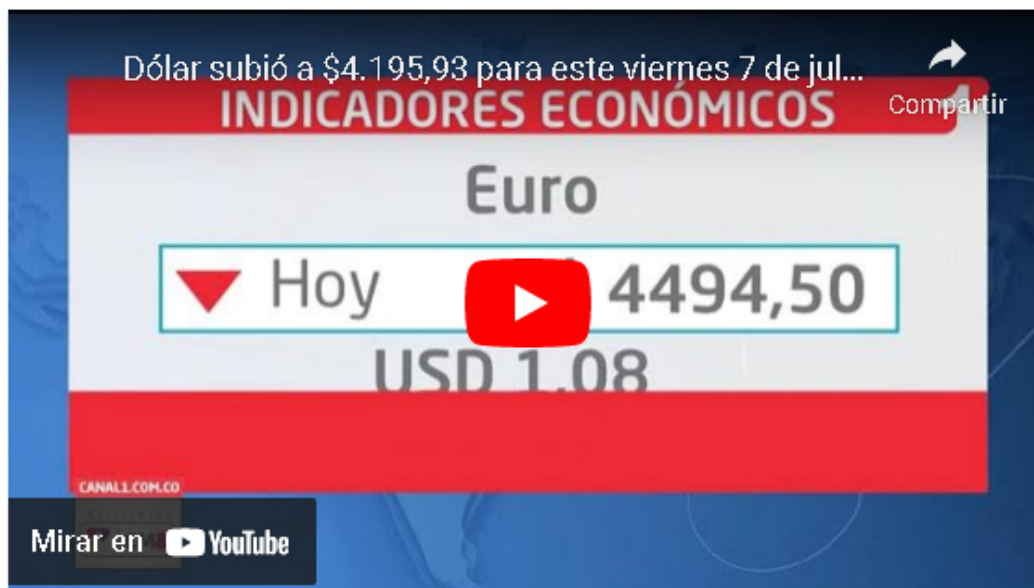 Dólar subió a $4.195,93 para este viernes 7 de jul...
Compartir
INDICADORES ECONÓMICOS
Euro
Hoy 4494,50
USD 1,08
CANAL1.COM.CO
Mirar en YouTube